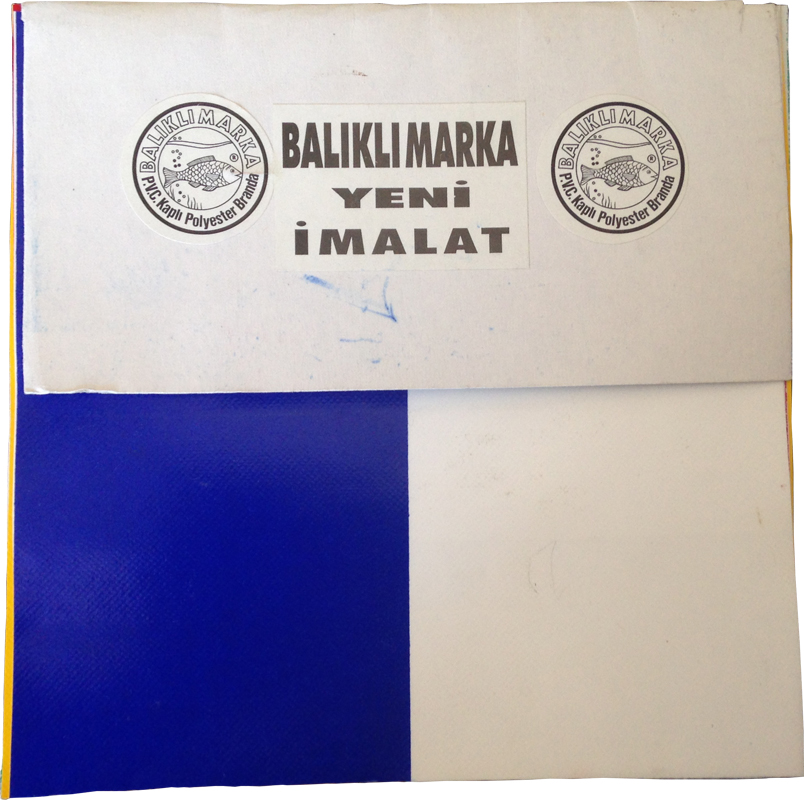 BALIKLI MARKA
P.V.C. Kaplı Polyester Branda
®
BALIKLI MARKA
YENİ
İMALAT
BALIKLI MARKA
P.V.C. Kaplı Polyester Branda
®